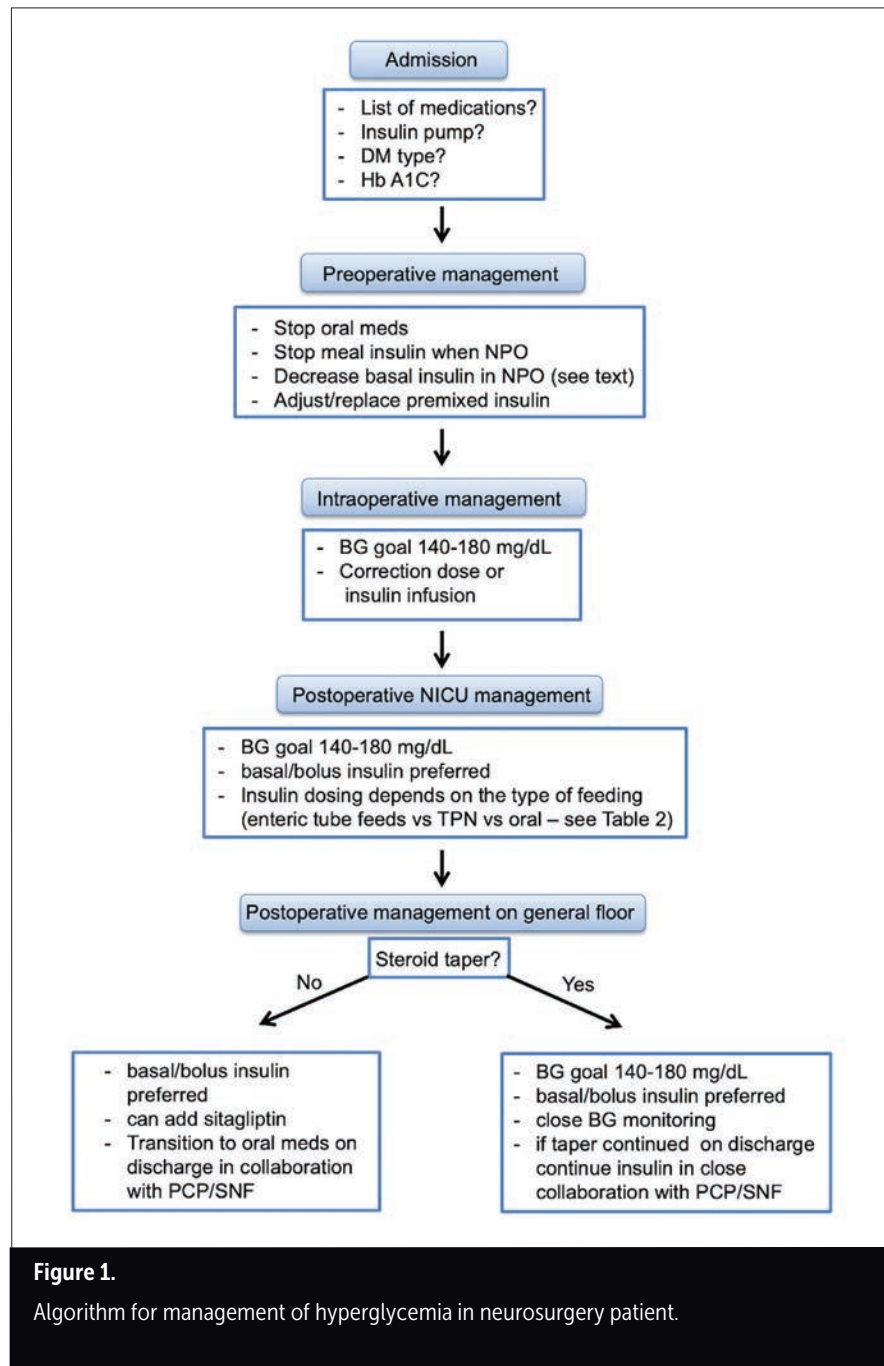 Admission
- List of medications?
- Insulin pump?
- DM type?
- Hb A1C?
Preoperative management
- Stop oral meds
- Stop meal insulin when NPO
- Decrease basal insulin in NPO (see text)
- Adjust/replace premixed insulin
Intraoperative management
- BG goal 140-180 mg/dL
- Correction dose or
insulin infusion
Postoperative NICU management
- BG goal 140-180 mg/dL
- basal/bolus insulin preferred
- Insulin dosing depends on the type of feeding
(enteric tube feeds vs TPN vs oral – see Table 2)
Postoperative management on general floor
Steroid taper?
No
Yes
- basal/bolus insulin
preferred
- can add sitagliptin
- Transition to oral meds on
discharge in collaboration
with PCP/SNF
- BG goal 140-180 mg/dL
- basal/bolus insulin preferred
- close BG monitoring
- if taper continued on discharge
continue insulin in close
collaboration with PCP/SNF
Figure 1.
Algorithm for management of hyperglycemia in neurosurgery patient.